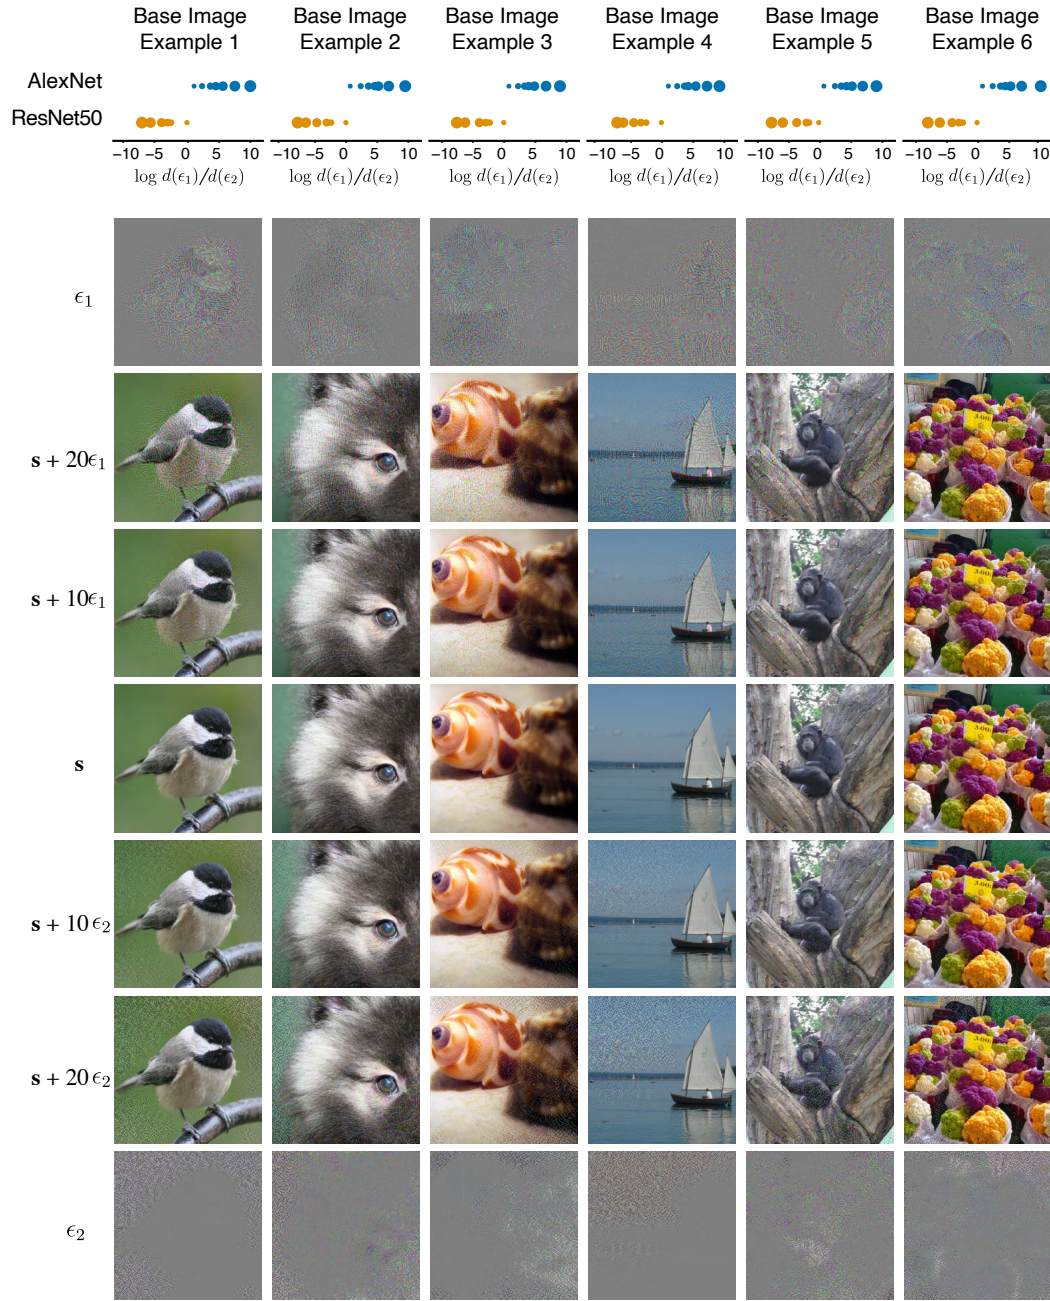 Base Image Example 1
Base Image Example 2
Base Image Example 3
Base Image Example 4
Base Image Example 5
Base Image Example 6
AlexNet
ResNet50
−10 −5 0 5 10
−10 −5 0 5 10
−10 −5 0 5 10
−10 −5 0 5 10
−10 −5 0 5 10
−10 −5 0 5 10
log d(ϵ₁)/d(ϵ₂)
log d(ϵ₁)/d(ϵ₂)
log d(ϵ₁)/d(ϵ₂)
log d(ϵ₁)/d(ϵ₂)
log d(ϵ₁)/d(ϵ₂)
log d(ϵ₁)/d(ϵ₂)
ϵ₁
s + 20ϵ₁
s + 10ϵ₁
s
s + 10 ϵ₂
s + 20 ϵ₂
ϵ₂